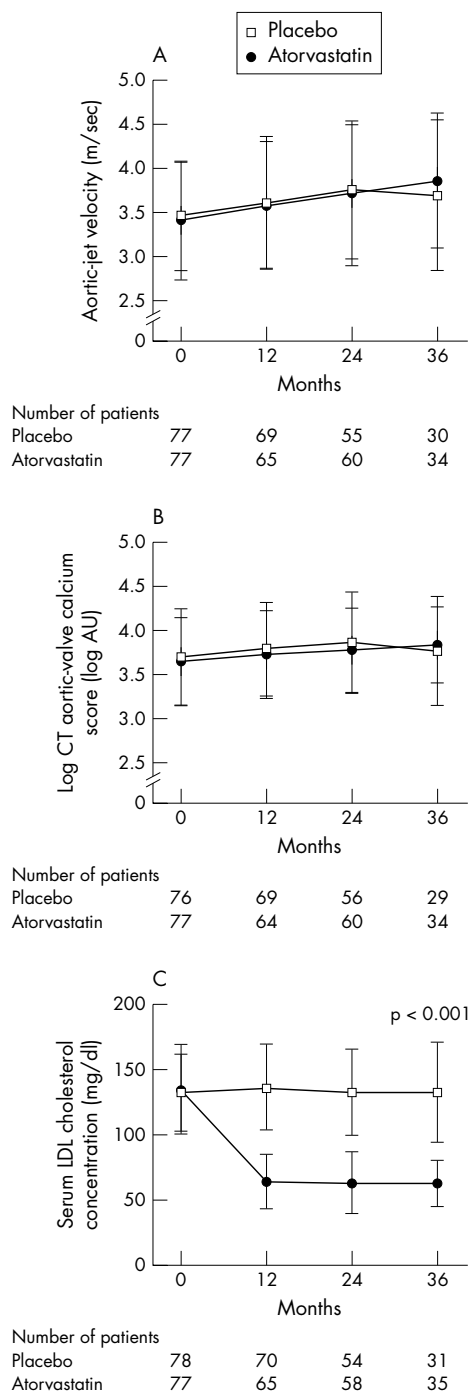 Placebo
Atorvastatin
A
Aortic-jet velocity (m/sec)
5.0
4.5
4.0
3.5
3.0
2.5
0
0 12 24 36
Months
Number of patients
Placebo 77 69 55 30
Atorvastatin 77 65 60 34
B
Log CT aortic-valve calcium
score (log AU)
5.0
4.5
4.0
3.5
3.0
2.5
0
0 12 24 36
Months
Number of patients
Placebo 76 69 56 29
Atorvastatin 77 64 60 34
C
Serum LDL cholesterol
concentration (mg/dl)
200
150
100
50
0
p < 0.001
0 12 24 36
Months
Number of patients
Placebo 78 70 54 31
Atorvastatin 77 65 58 35